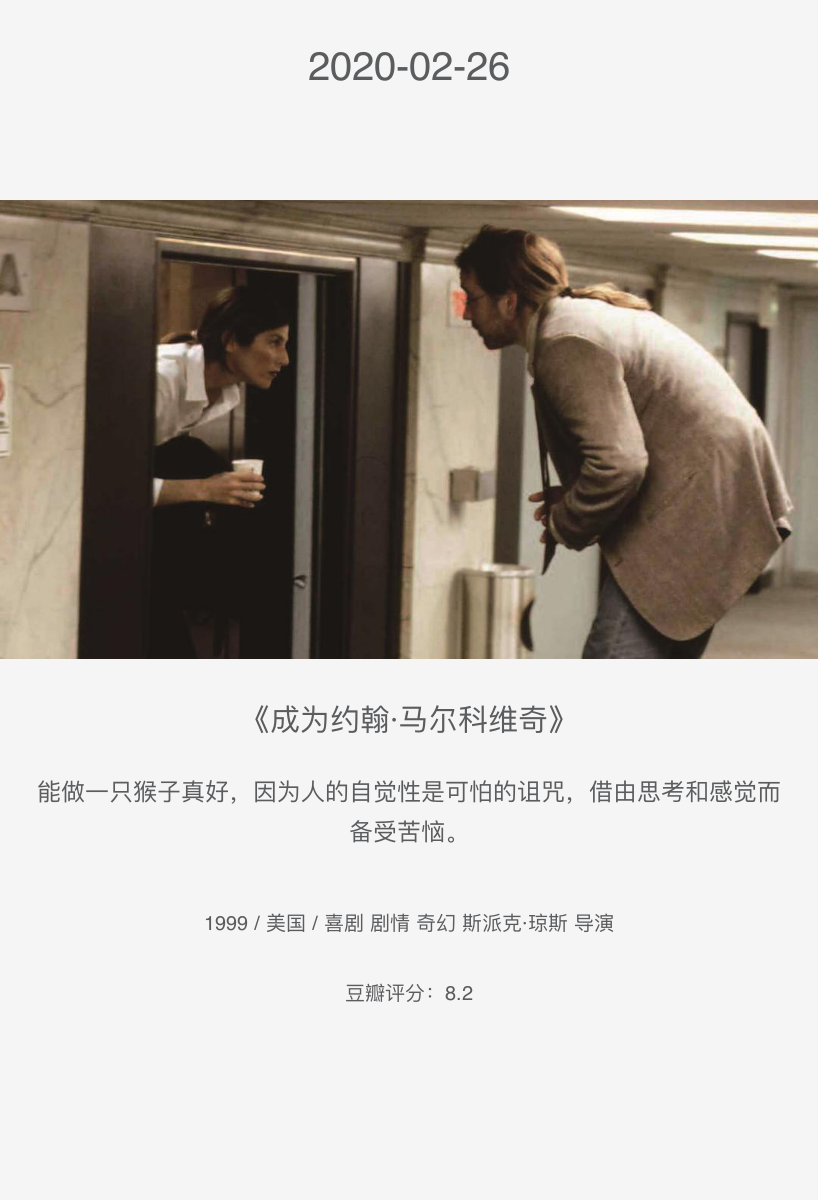 2020-02-26
A
《成为约翰·马尔科维奇》
能做一只猴子真好，因为人的自觉性是可怕的诅咒，借由思考和感觉而
备受苦恼。
1999 / 美国 / 喜剧 剧情 奇幻 斯派克·琼斯 导演
豆瓣评分：8.2